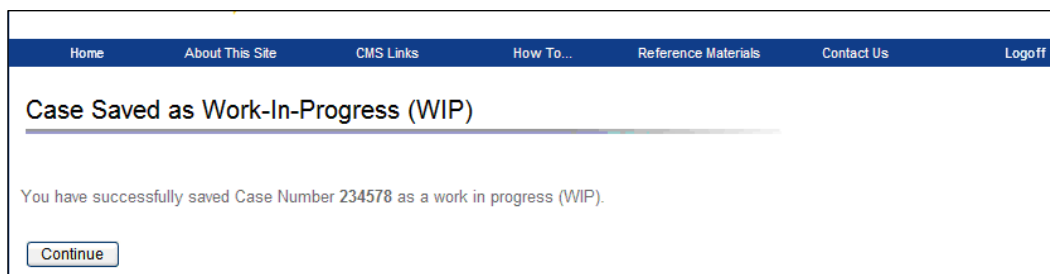 Home About This Site CMS Links How To... Reference Materials Contact Us Logoff
Case Saved as Work-In-Progress (WIP)
You have successfully saved Case Number 234578 as a work in progress (WIP).
Continue